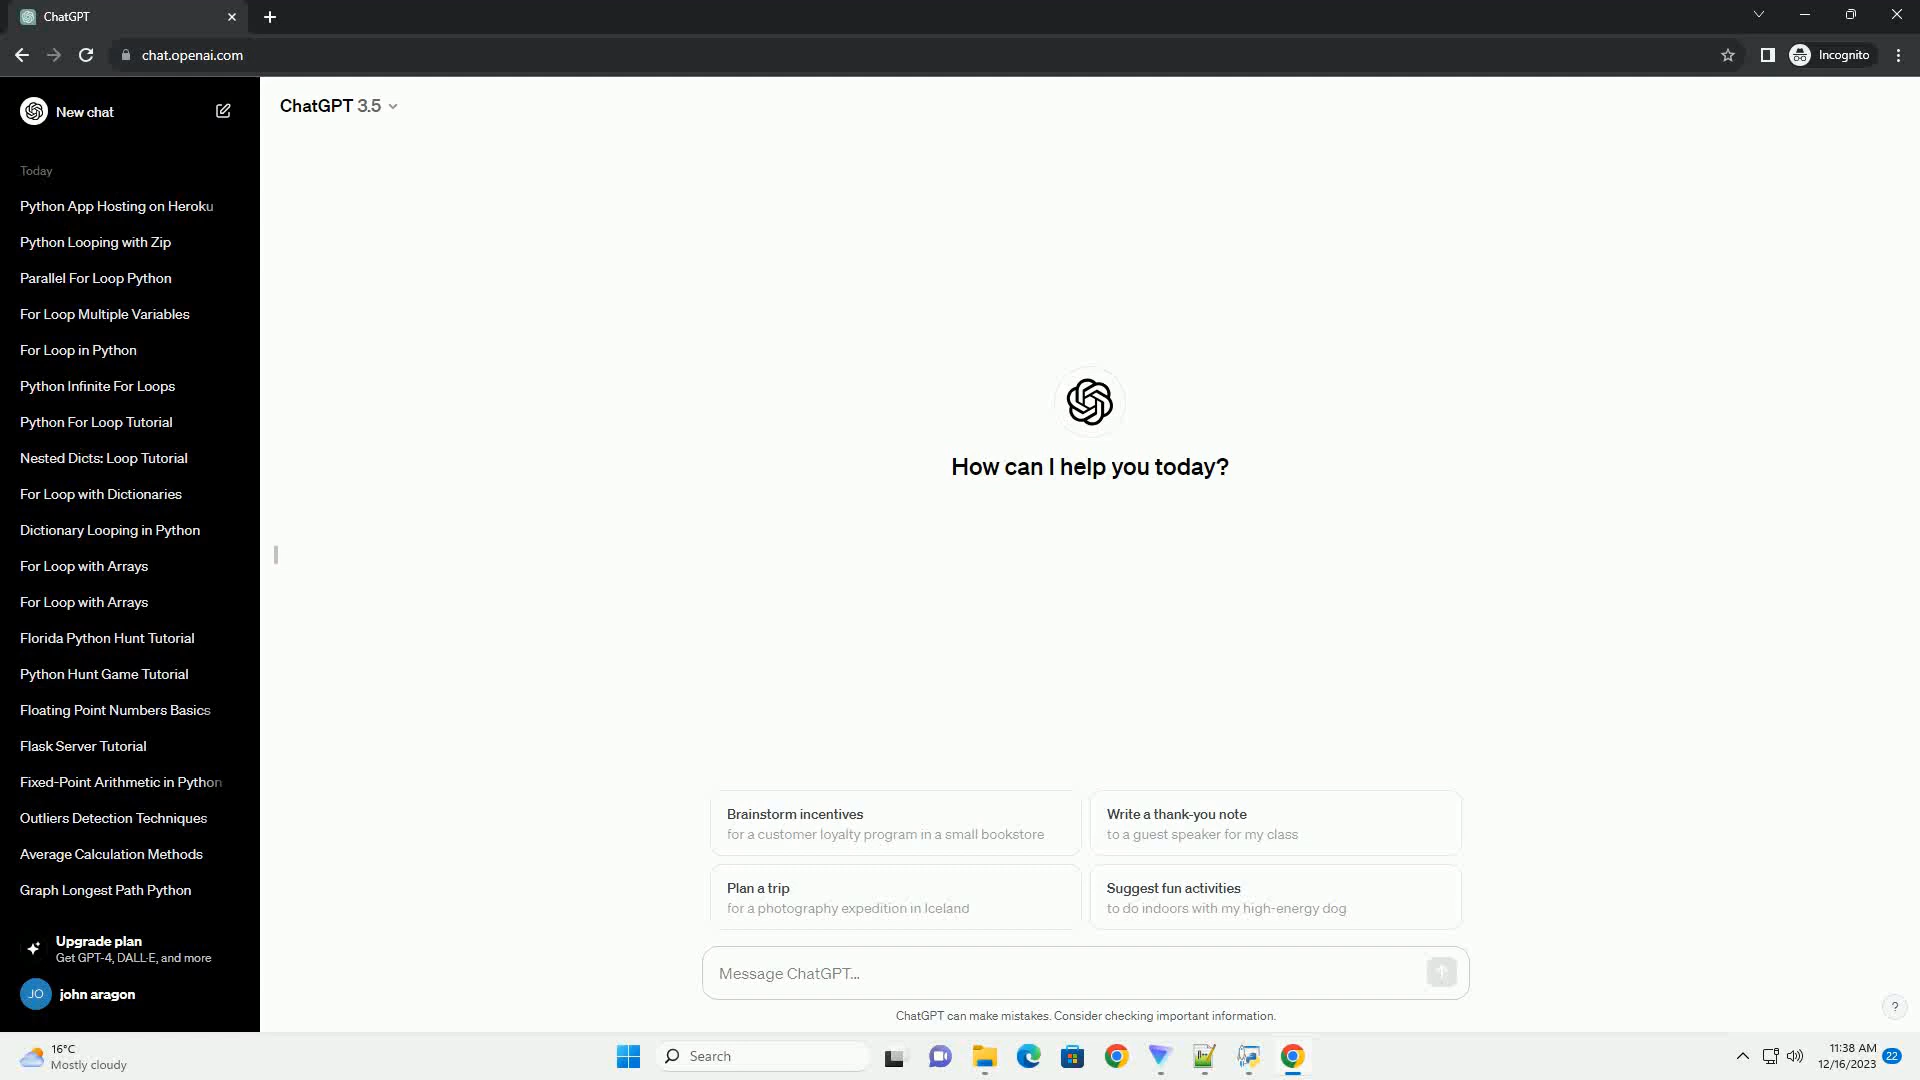 ChatGPT
chat.openai.com
Incognito
New chat
ChatGPT 3.5
Today
Python App Hosting on Heroku
Python Looping with Zip
Parallel For Loop Python
For Loop Multiple Variables
For Loop in Python
Python Infinite For Loops
Python For Loop Tutorial
Nested Dicts: Loop Tutorial
For Loop with Dictionaries
Dictionary Looping in Python
For Loop with Arrays
For Loop with Arrays
Florida Python Hunt Tutorial
Python Hunt Game Tutorial
Floating Point Numbers Basics
Flask Server Tutorial
Fixed-Point Arithmetic in Python
Outliers Detection Techniques
Average Calculation Methods
Graph Longest Path Python
Upgrade plan
Get GPT-4, DALL·E, and more
JO
john aragon
How can I help you today?
Brainstorm incentives
for a customer loyalty program in a small bookstore
Write a thank-you note
to a guest speaker for my class
Plan a trip
for a photography expedition in Iceland
Suggest fun activities
to do indoors with my high-energy dog
Message ChatGPT...
ChatGPT can make mistakes. Consider checking important information.
?
16°C
Mostly cloudy
Search
11:38 AM
12/16/2023
22